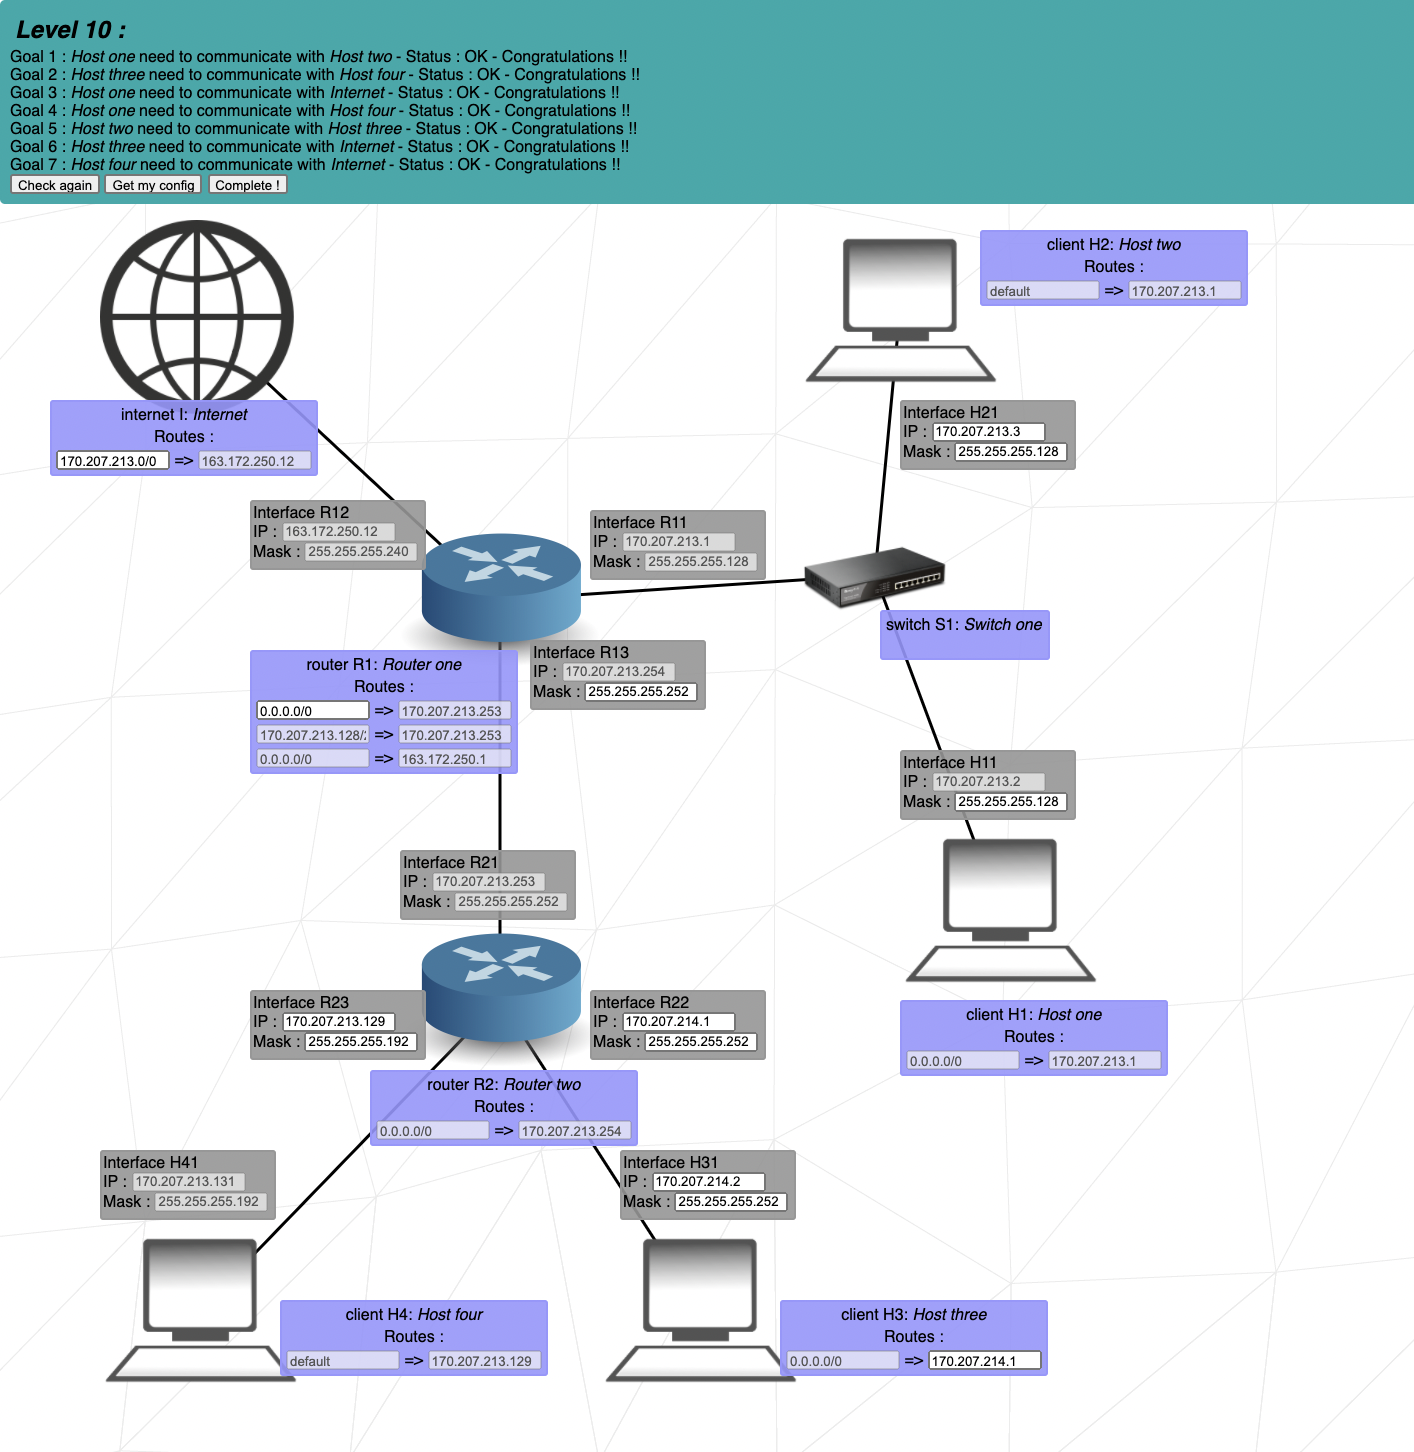 Level 10 :
Goal 1 : Host one need to communicate with Host two - Status : OK - Congratulations !!
Goal 2 : Host three need to communicate with Host four - Status : OK - Congratulations !!
Goal 3 : Host one need to communicate with Internet - Status : OK - Congratulations !!
Goal 4 : Host one need to communicate with Host four - Status : OK - Congratulations !!
Goal 5 : Host two need to communicate with Host three - Status : OK - Congratulations !!
Goal 6 : Host three need to communicate with Internet - Status : OK - Congratulations !!
Goal 7 : Host four need to communicate with Internet - Status : OK - Congratulations !!
Check again Get my config Complete !
client H2: Host two
Routes :
default => 170.207.213.1
internet I: Internet
Routes :
170.207.213.0/0 => 163.172.250.12
Interface H21
IP : 170.207.213.3
Mask : 255.255.255.128
Interface R12
IP : 163.172.250.12
Mask : 255.255.255.240
Interface R11
IP : 170.207.213.1
Mask : 255.255.255.128
switch S1: Switch one
Interface R13
IP : 170.207.213.254
Mask : 255.255.255.252
router R1: Router one
Routes :
0.0.0.0/0 => 170.207.213.253
170.207.213.128/ => 170.207.213.253
0.0.0.0/0 => 163.172.250.1
Interface H11
IP : 170.207.213.2
Mask : 255.255.255.128
Interface R21
IP : 170.207.213.253
Mask : 255.255.255.252
Interface R23
IP : 170.207.213.129
Mask : 255.255.255.192
Interface R22
IP : 170.207.214.1
Mask : 255.255.255.252
client H1: Host one
Routes :
0.0.0.0/0 => 170.207.213.1
router R2: Router two
Routes :
0.0.0.0/0 => 170.207.213.254
Interface H41
IP : 170.207.213.131
Mask : 255.255.255.192
Interface H31
IP : 170.207.214.2
Mask : 255.255.255.252
client H4: Host four
Routes :
default => 170.207.213.129
client H3: Host three
Routes :
0.0.0.0/0 => 170.207.214.1